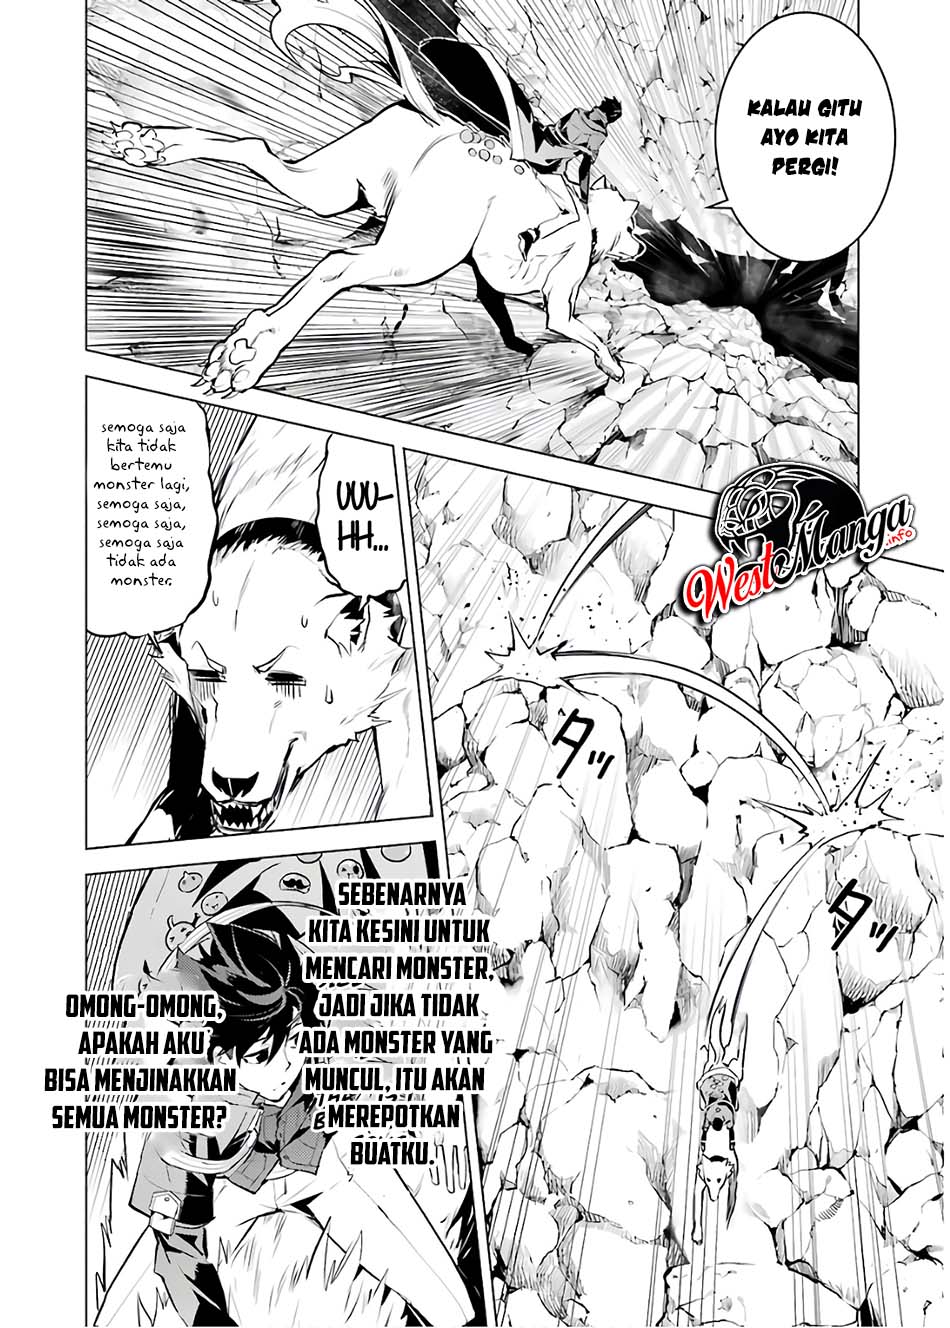 KALAU GITU
AYO KITA
PERGI!
WestManga
.info
ダッ
ダッ
UUU-
HH...
semoga saja
kita tidak
bertemu
monster lagi,
semoga saja,
semoga saja,
semoga saja
tidak ada
monster.
SEBENARNYA
KITA KESINI UNTUK
MENCARI MONSTER,
JADI JIKA TIDAK
ADA MONSTER YANG
MUNCUL, ITU AKAN
MEREPOTKAN
BUATKU.
OMONG-OMONG,
APAKAH AKU
BISA MENJINAKKAN
SEMUA MONSTER?